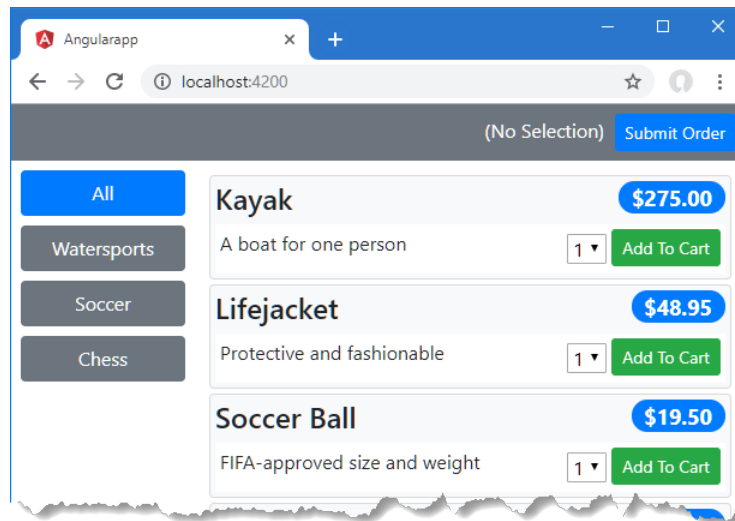 Angularapp
localhost:4200
(No Selection) Submit Order
All
Watersports
Soccer
Chess
Kayak $275.00
A boat for one person 1 Add To Cart
Lifejacket $48.95
Protective and fashionable 1 Add To Cart
Soccer Ball $19.50
FIFA-approved size and weight 1 Add To Cart